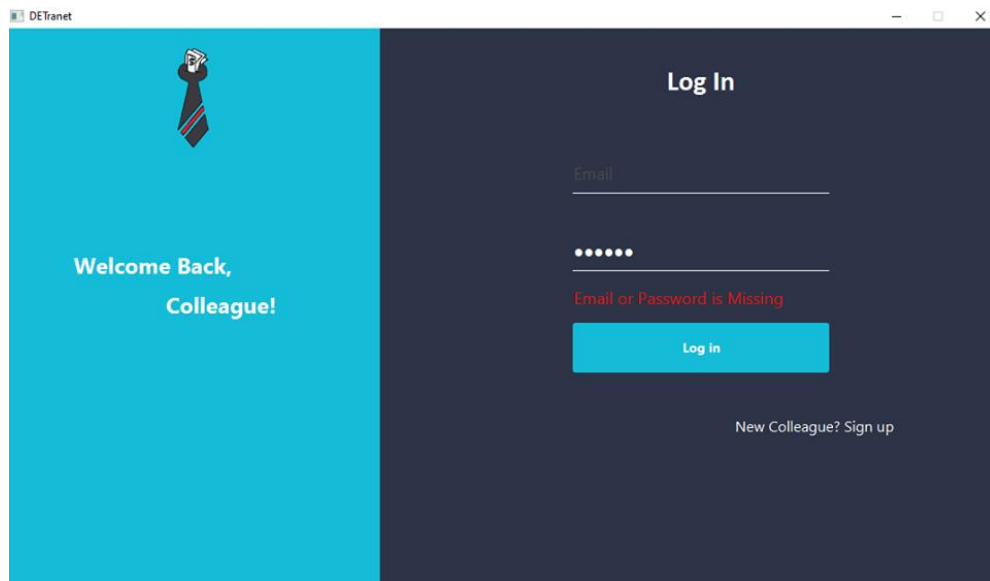 DETranet
Welcome Back,
Colleague!
Log In
Email
••••••
Email or Password is Missing
Log in
New Colleague? Sign up